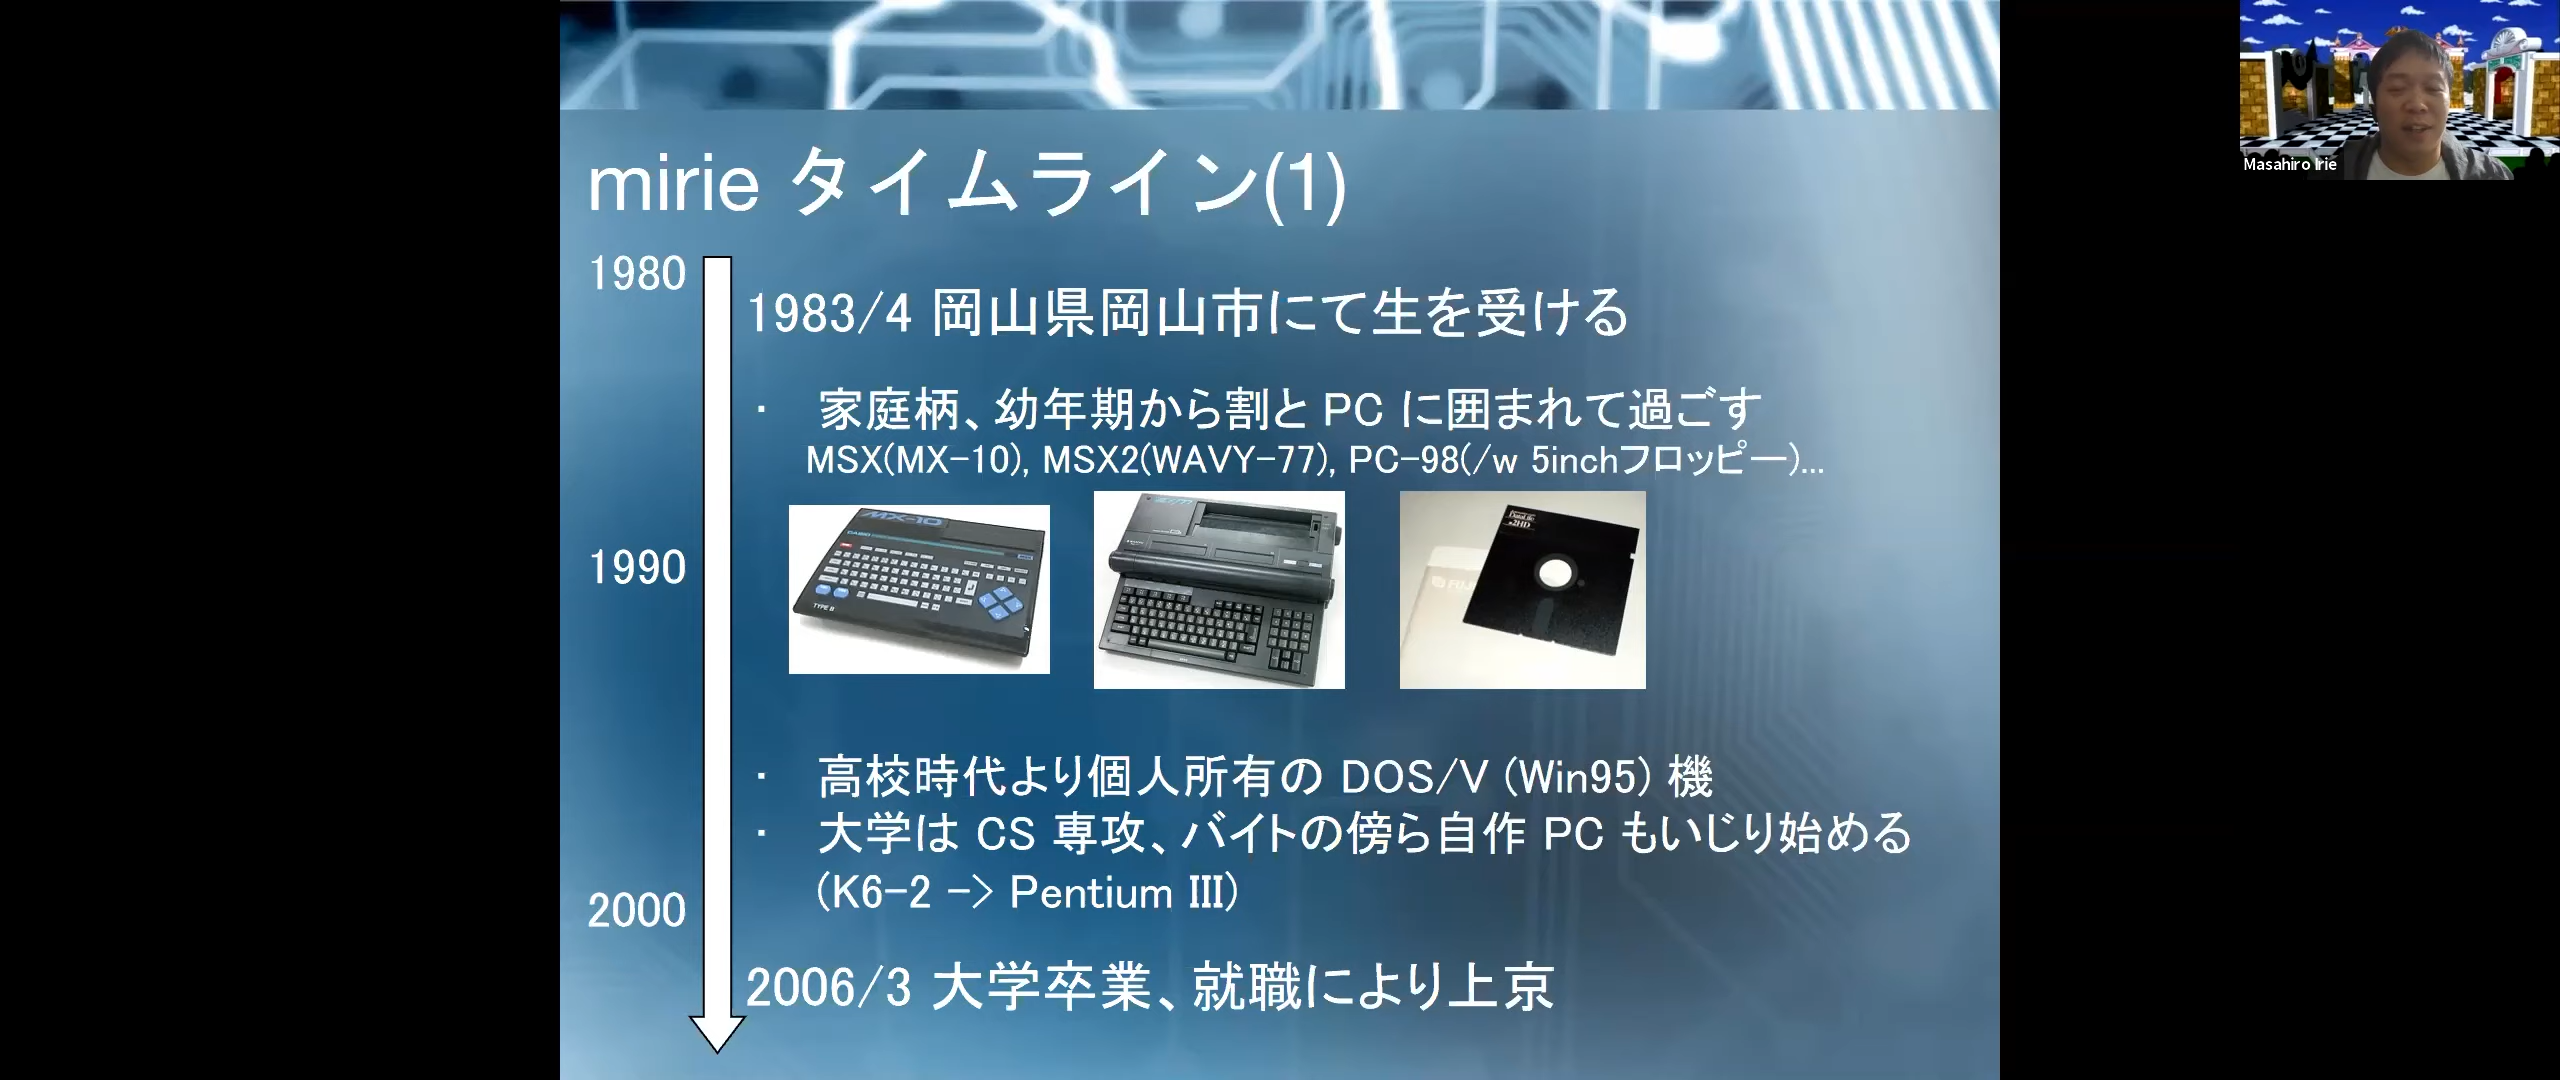 mirie タイムライン(1)
Masahiro Irie
1980
1983/4 岡山県岡山市にて生を受ける
・ 家庭柄、幼年期から割と PC に囲まれて過ごす
MSX(MX-10), MSX2(WAVY-77), PC-98(/w 5inchフロッピー)...
MX-10
CASIO
TYPE B
2HD
1990
・ 高校時代より個人所有の DOS/V (Win95) 機
・ 大学は CS 専攻、バイトの傍ら自作 PC もいじり始める
(K6-2 -> Pentium III)
2000
2006/3 大学卒業、就職により上京